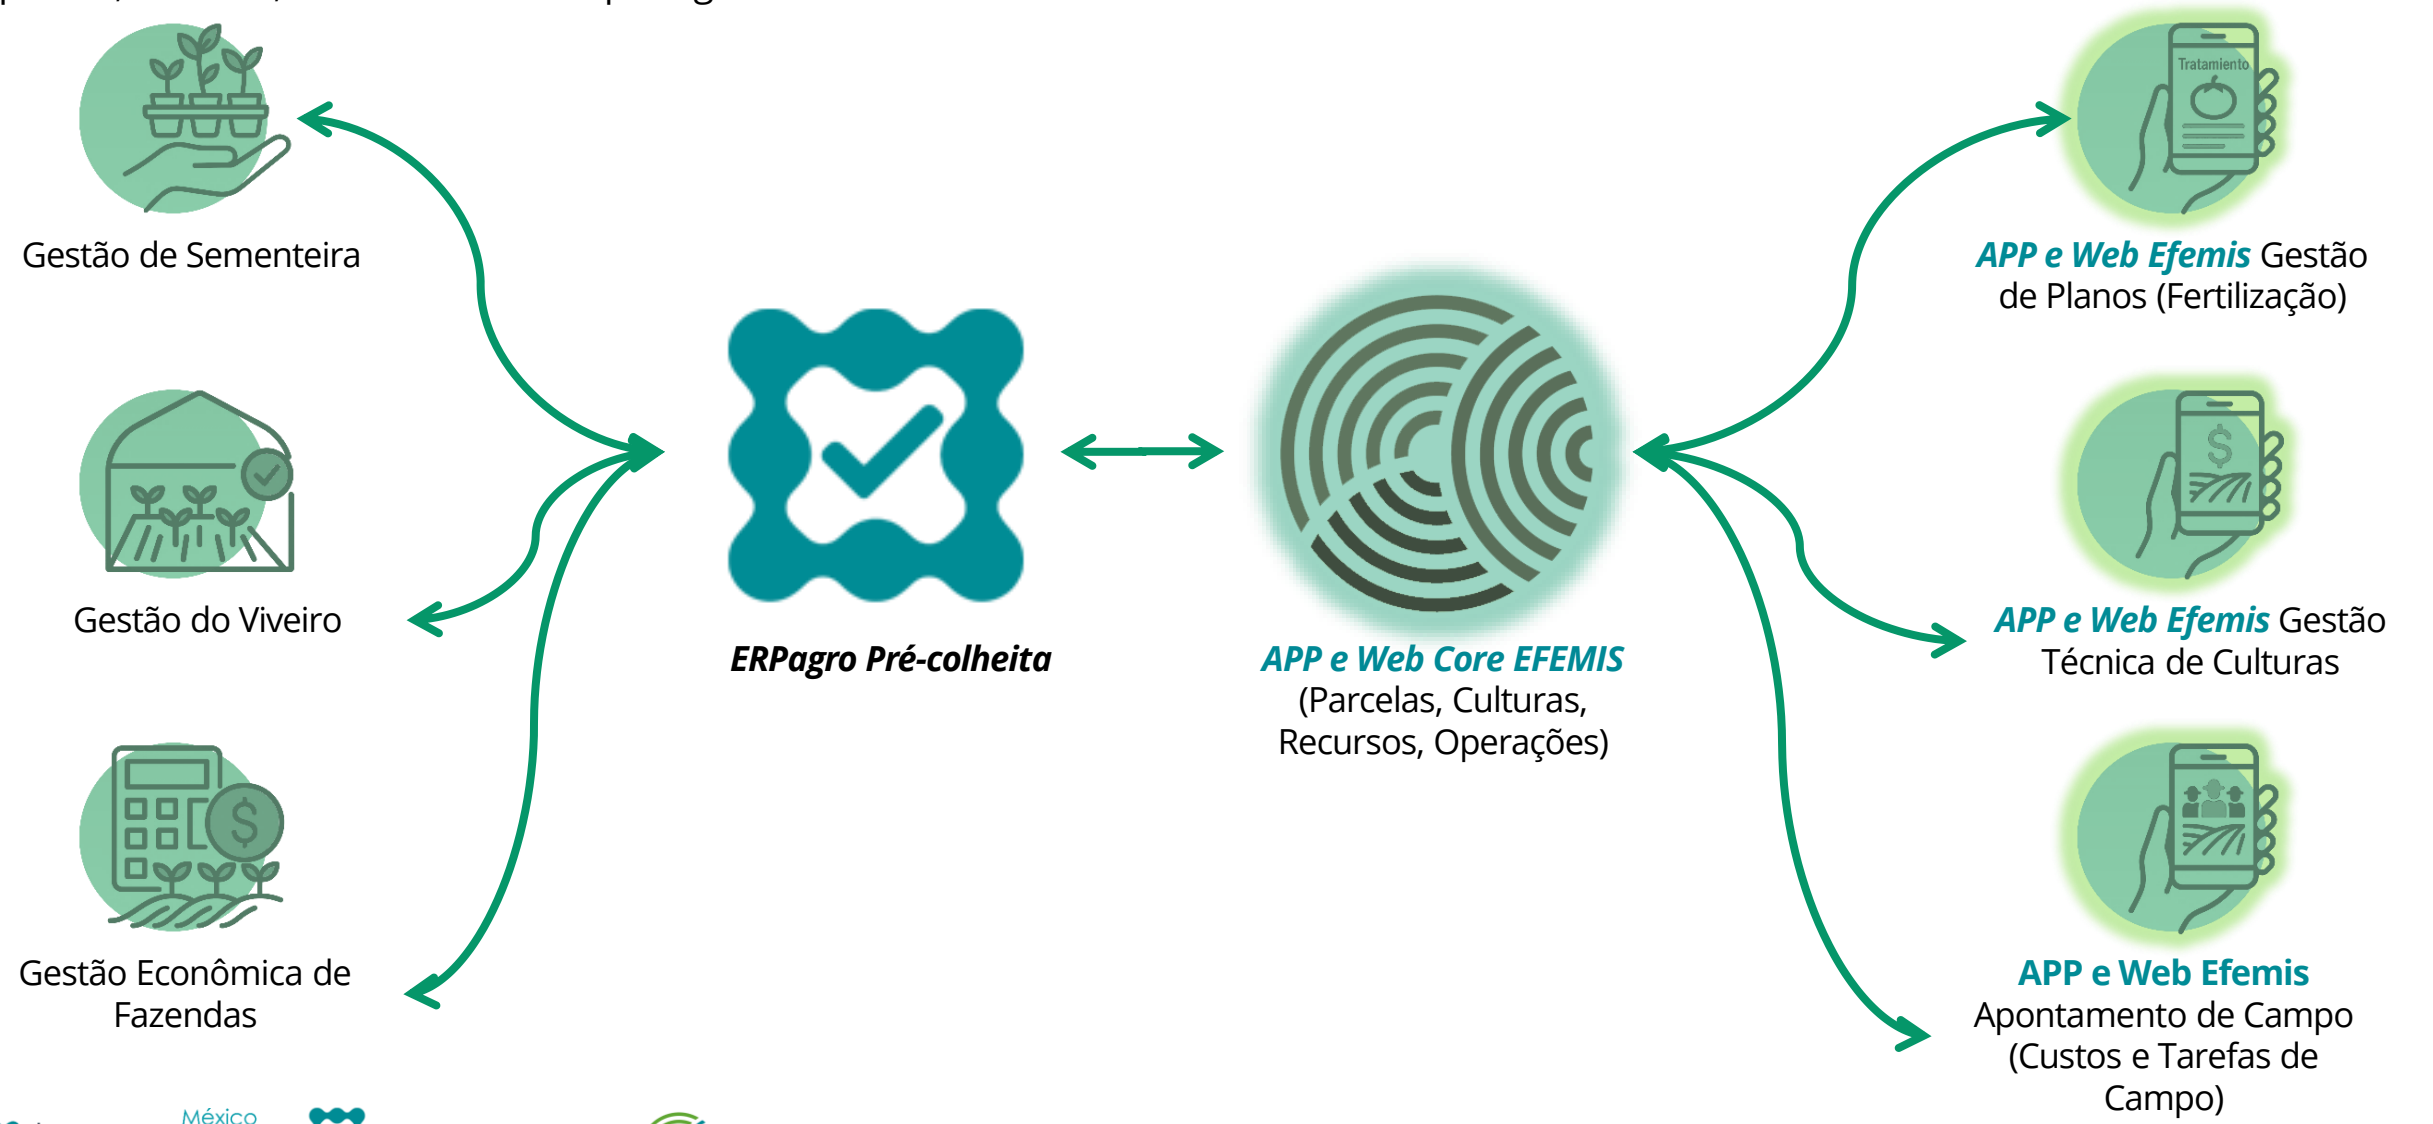 Tratamiento
Gestão de Sementeira
APP e Web Efemis Gestão
de Planos (Fertilização)
Gestão do Viveiro
APP e Web Efemis Gestão
Técnica de Culturas
ERPagro Pré-colheita
APP e Web Core EFEMIS
(Parcelas, Culturas,
Recursos, Operações)
Gestão Econômica de
Fazendas
APP e Web Efemis
Apontamento de Campo
(Custos e Tarefas de
Campo)
México